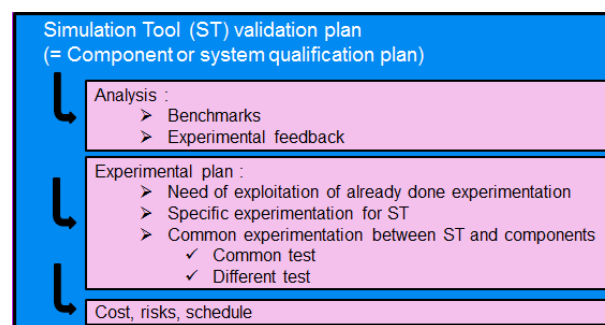 Simulation Tool (ST) validation plan
(= Component or system qualification plan)
Analysis :
➢ Benchmarks
➢ Experimental feedback
Experimental plan :
➢ Need of exploitation of already done experimentation
➢ Specific experimentation for ST
➢ Common experimentation between ST and components
✓ Common test
✓ Different test
Cost, risks, schedule